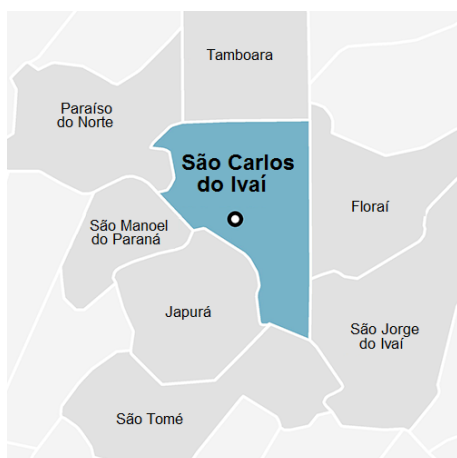 Tamboara
Paraíso
do Norte
São Carlos
do Ivaí
Floraí
São Manoel
do Paraná
Japurá
São Jorge
do Ivaí
São Tomé